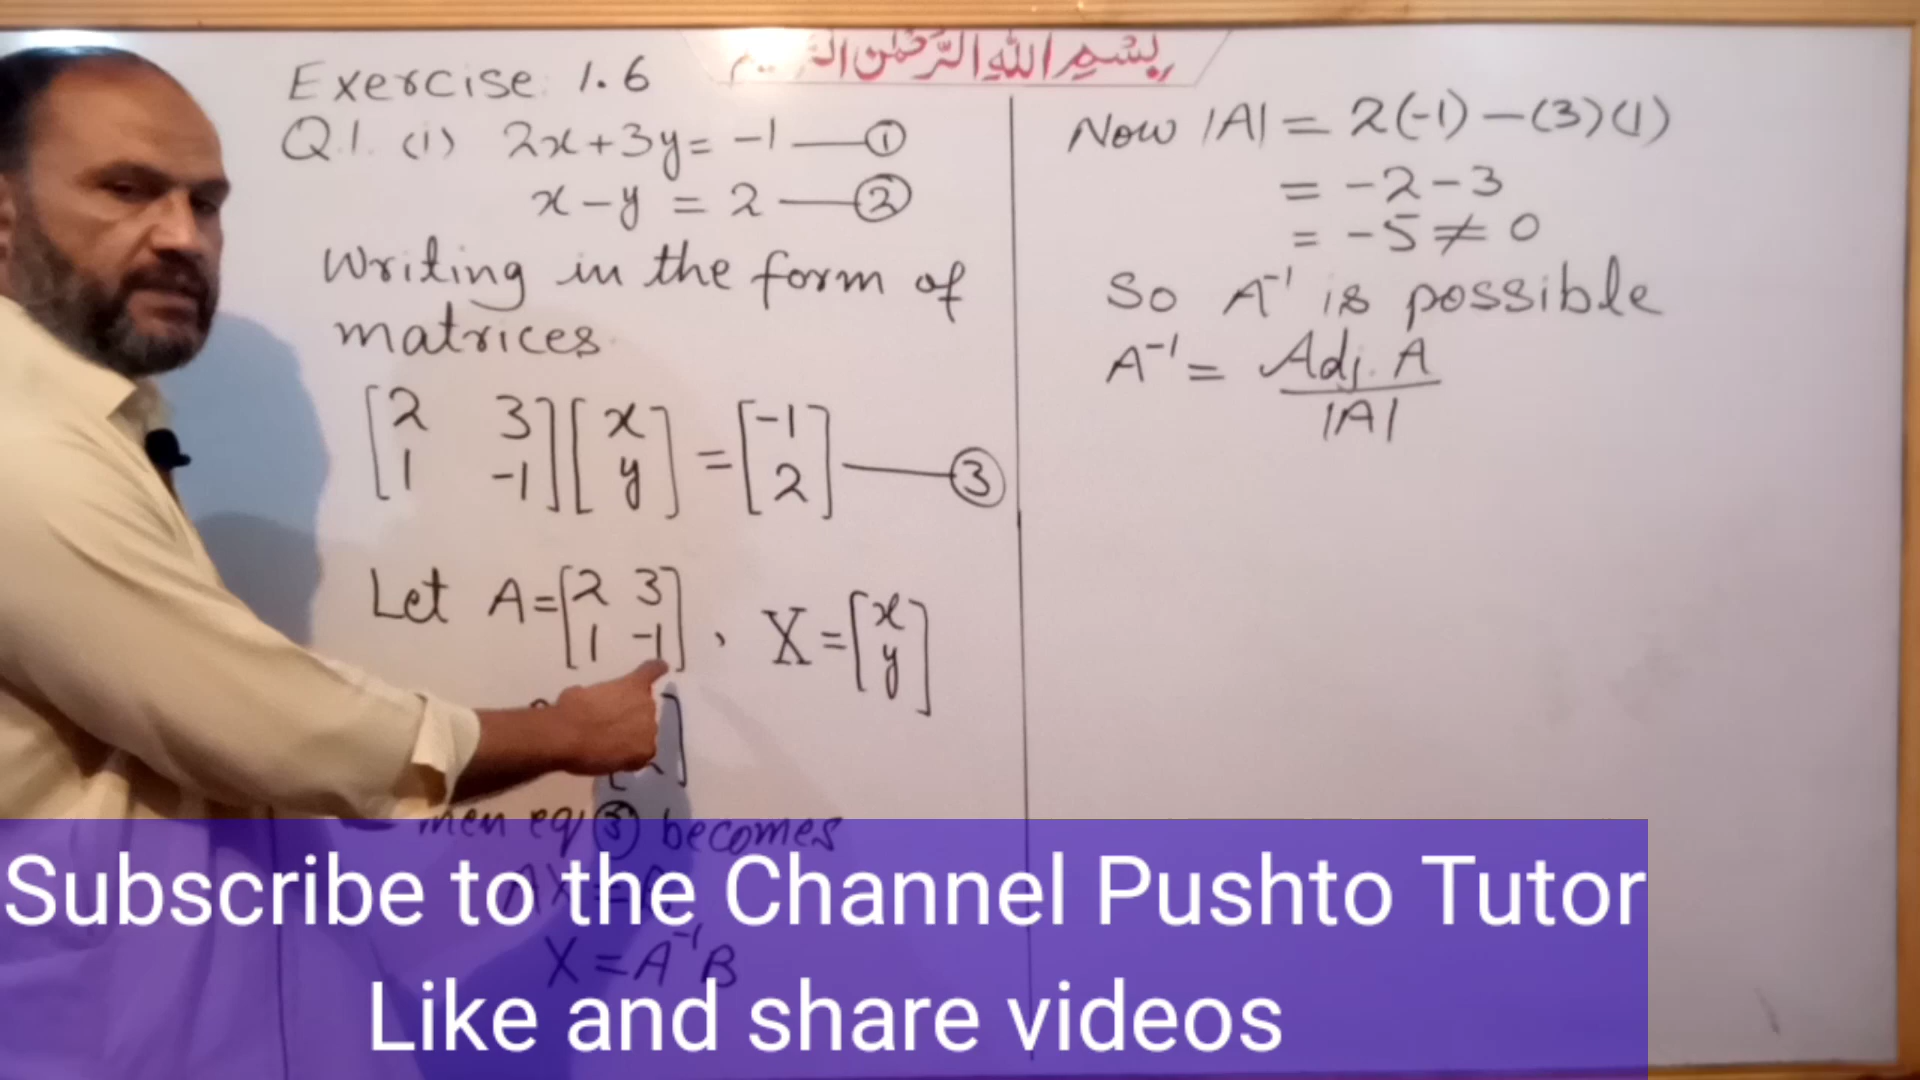 بِسْمِ اللهِ الرَّحْمٰنِ
Exercise: 1.6
Q.1. (i) 2x+3y= -1 —— ①
x-y = 2 —— ②
Writing in the form of
matrices.
[2 3] [x] = [-1]
[1 -1] [y] [2] —— ③
Let A= [2 3] , X= [x]
[1 -1] [y]
eq ③ becomes
X = A⁻¹B
Now |A| = 2(-1) -(3)(1)
= -2-3
= -5 ≠ 0
So A⁻¹ is possible
A⁻¹ = Adj. A
|A|
Subscribe to the Channel Pushto Tutor
Like and share videos